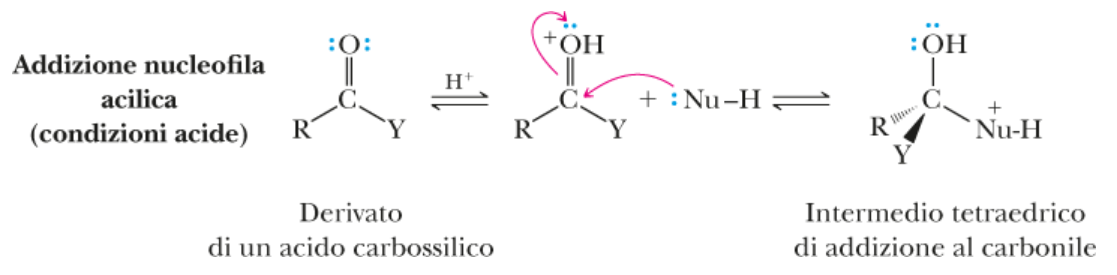 Addizione nucleofila
acilica
(condizioni acide)
:O:
C
R
Y
H+
+OH
C
R
Y
+ :Nu–H
OH
C
R
Y
+
Nu-H
Derivato
di un acido carbossilico
Intermedio tetraedrico
di addizione al carbonile